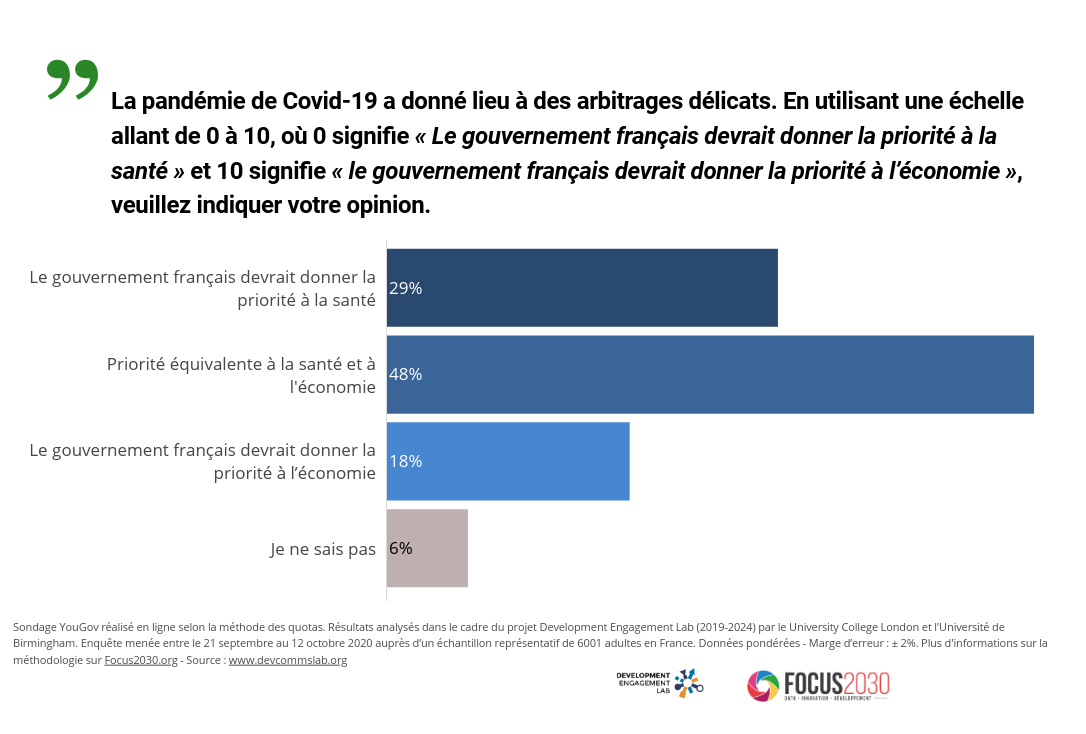 ”
La pandémie de Covid-19 a donné lieu à des arbitrages délicats. En utilisant une échelle
allant de 0 à 10, où 0 signifie « Le gouvernement français devrait donner la priorité à la
santé » et 10 signifie « le gouvernement français devrait donner la priorité à l’économie »,
veuillez indiquer votre opinion.
Le gouvernement français devrait donner la
priorité à la santé
29%
Priorité équivalente à la santé et à
l'économie
48%
Le gouvernement français devrait donner la
priorité à l’économie
18%
Je ne sais pas
6%
Sondage YouGov réalisé en ligne selon la méthode des quotas. Résultats analysés dans le cadre du projet Development Engagement Lab (2019-2024) par le University College London et l'Université de
Birmingham. Enquête menée entre le 21 septembre au 12 octobre 2020 auprès d’un échantillon représentatif de 6001 adultes en France. Données pondérées - Marge d’erreur : ± 2%. Plus d'informations sur la
méthodologie sur Focus2030.org - Source : www.devcommslab.org
DEVELOPMENT
ENGAGEMENT
LAB
FOCUS2030
DATA • INNOVATION • DÉVELOPPEMENT